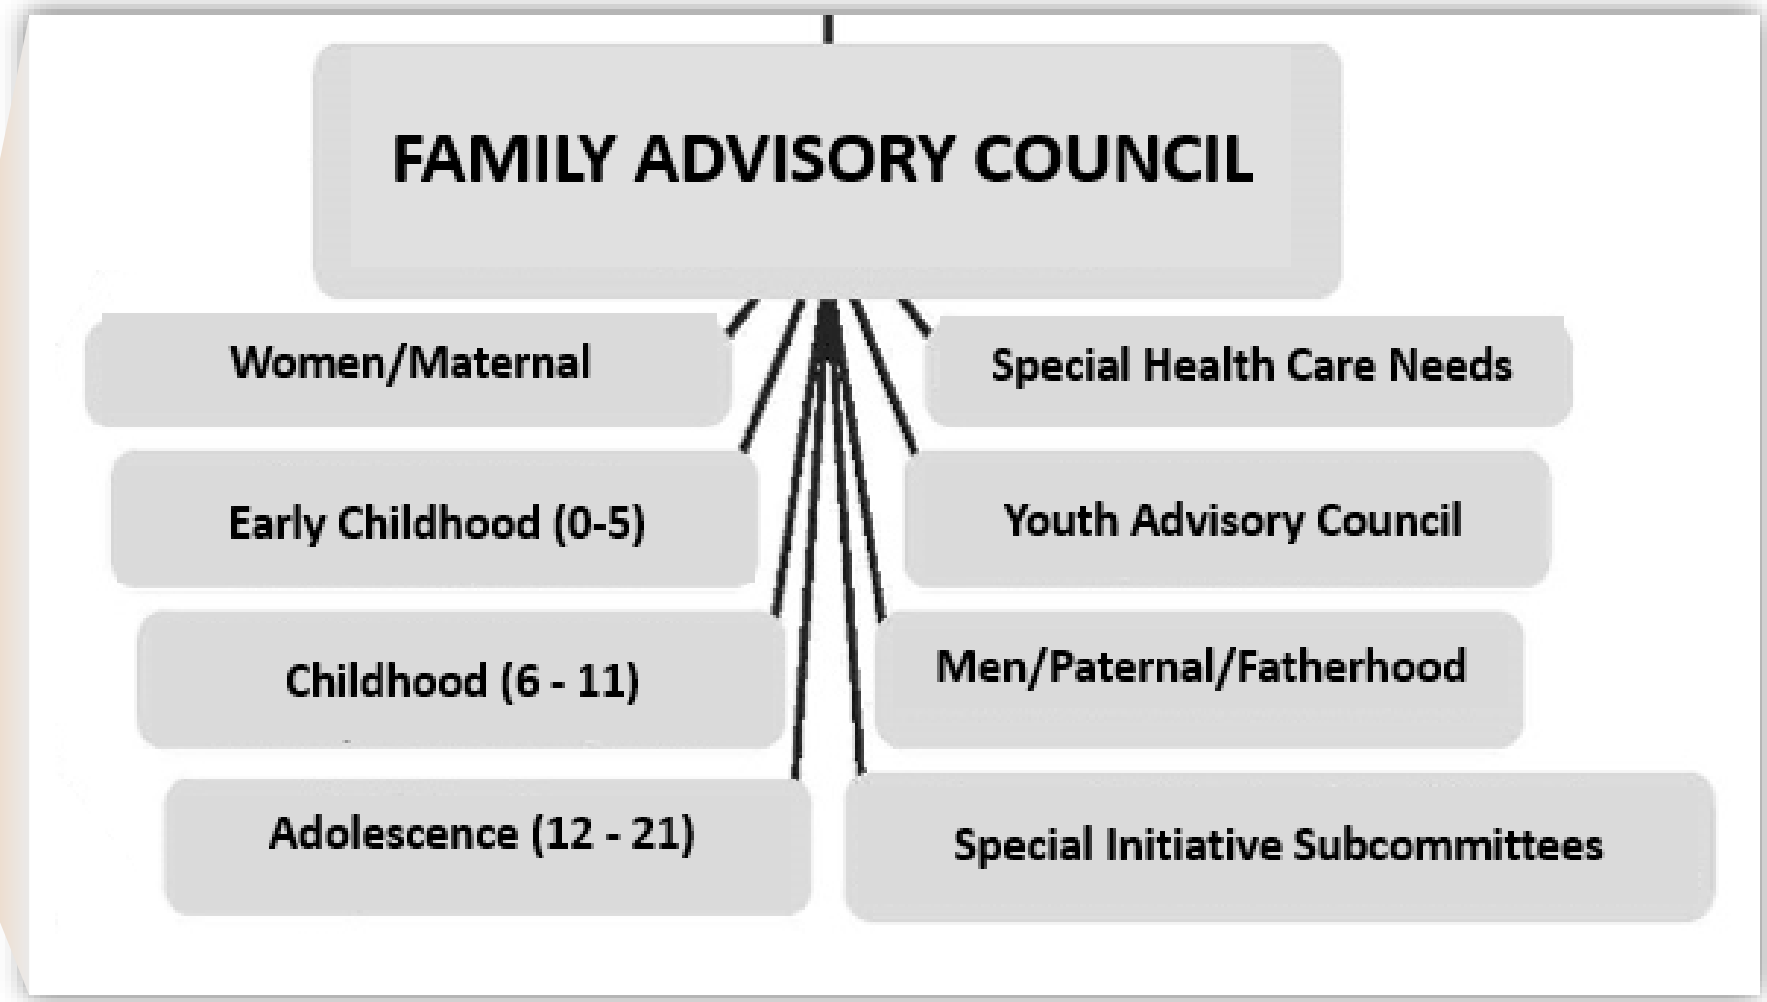 FAMILY ADVISORY COUNCIL
Women/Maternal
Early Childhood (0-5)
Childhood (6 - 11)
Adolescence (12 - 21)
Special Health Care Needs
Youth Advisory Council
Men/Paternal/Fatherhood
Special Initiative Subcommittees